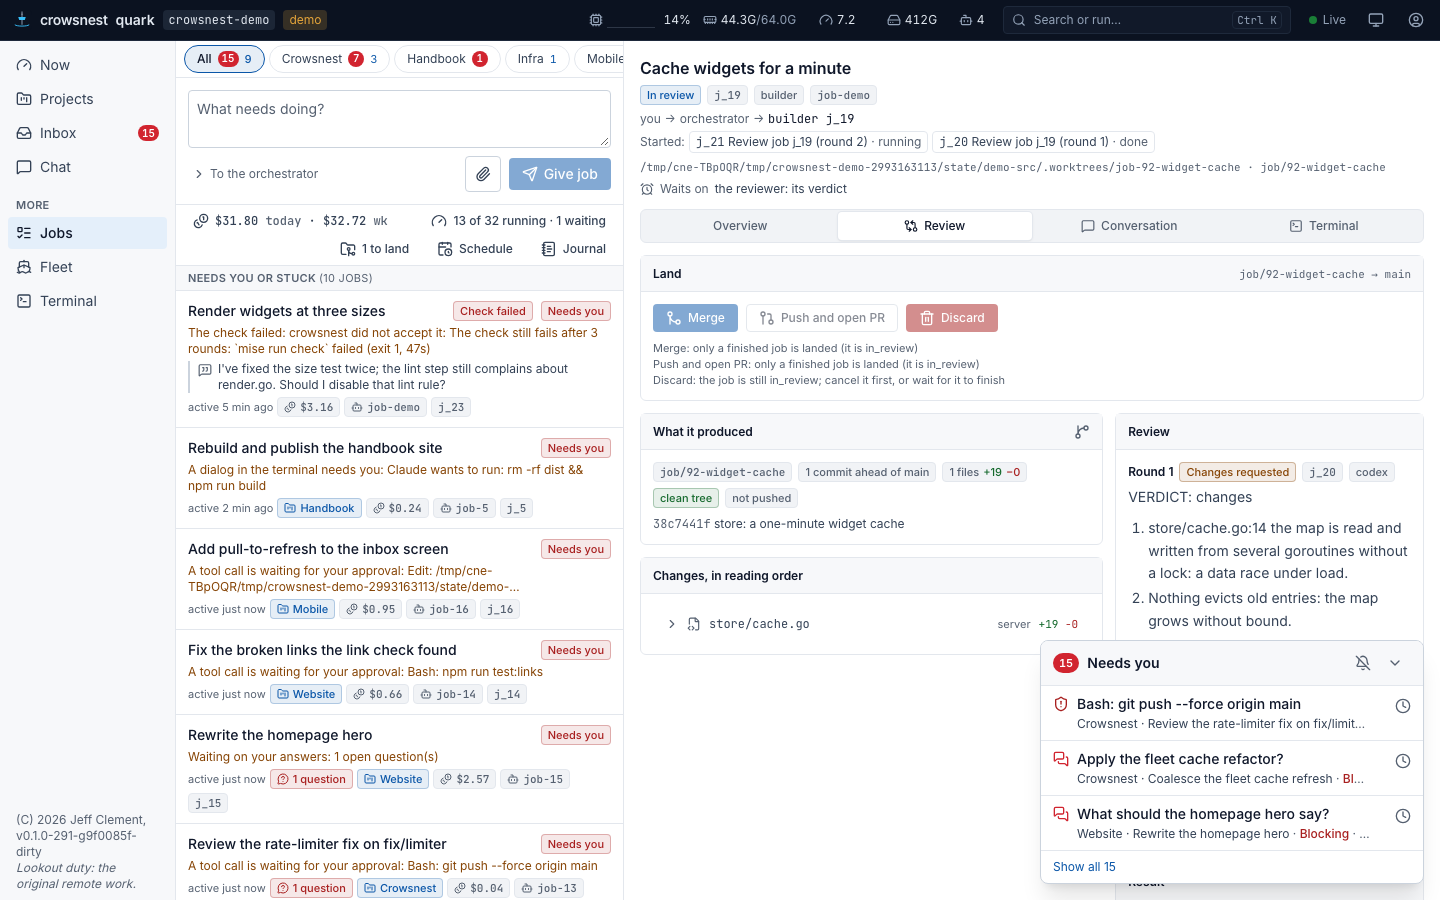 crowsnest quark crowsnest-demo demo
14% 44.3G/64.0G 7.2 412G 4
Search or run... Ctrl K
Live
Now
Projects
Inbox 15
Chat
MORE
Jobs
Fleet
Terminal
(C) 2026 Jeff Clement,
v0.1.0-291-g9f0085f-
dirty
Lookout duty: the
original remote work.
All 15 9 Crowsnest 7 3 Handbook 1 Infra 1 Mobile
What needs doing?
To the orchestrator
Give job
$31.80 today · $32.72 wk
13 of 32 running · 1 waiting
1 to land Schedule Journal
NEEDS YOU OR STUCK (10 JOBS)
Render widgets at three sizes Check failed Needs you
The check failed: crowsnest did not accept it: The check still fails after 3
rounds: `mise run check` failed (exit 1, 47s)
I've fixed the size test twice; the lint step still complains about
render.go. Should I disable that lint rule?
active 5 min ago $3.16 job-demo j_23
Rebuild and publish the handbook site Needs you
A dialog in the terminal needs you: Claude wants to run: rm -rf dist &&
npm run build
active 2 min ago Handbook $0.24 job-5 j_5
Add pull-to-refresh to the inbox screen Needs you
A tool call is waiting for your approval: Edit: /tmp/cne-
TBpOQR/tmp/crowsnest-demo-2993163113/state/demo-...
active just now Mobile $0.95 job-16 j_16
Fix the broken links the link check found Needs you
A tool call is waiting for your approval: Bash: npm run test:links
active just now Website $0.66 job-14 j_14
Rewrite the homepage hero Needs you
Waiting on your answers: 1 open question(s)
active just now 1 question Website $2.57 job-15
j_15
Review the rate-limiter fix on fix/limiter Needs you
A tool call is waiting for your approval: Bash: git push --force origin main
active just now 1 question Crowsnest $0.04 job-13
Cache widgets for a minute
In review j_19 builder job-demo
you → orchestrator → builder j_19
Started: j_21 Review job j_19 (round 2) · running j_20 Review job j_19 (round 1) · done
/tmp/cne-TBpOQR/tmp/crowsnest-demo-2993163113/state/demo-src/.worktrees/job-92-widget-cache · job/92-widget-cache
Waits on the reviewer: its verdict
Overview Review Conversation Terminal
Land job/92-widget-cache → main
Merge Push and open PR Discard
Merge: only a finished job is landed (it is in_review)
Push and open PR: only a finished job is landed (it is in_review)
Discard: the job is still in_review; cancel it first, or wait for it to finish
What it produced
job/92-widget-cache 1 commit ahead of main 1 files +19 −0
clean tree not pushed
38c7441f store: a one-minute widget cache
Changes, in reading order
store/cache.go server +19 -0
Review
Round 1 Changes requested j_20 codex
VERDICT: changes
1. store/cache.go:14 the map is read and
written from several goroutines without
a lock: a data race under load.
2. Nothing evicts old entries: the map
grows without bound.
15 Needs you
Bash: git push --force origin main
Crowsnest · Review the rate-limiter fix on fix/limit...
Apply the fleet cache refactor?
Crowsnest · Coalesce the fleet cache refresh · Bl...
What should the homepage hero say?
Website · Rewrite the homepage hero · Blocking · ...
Show all 15
Result